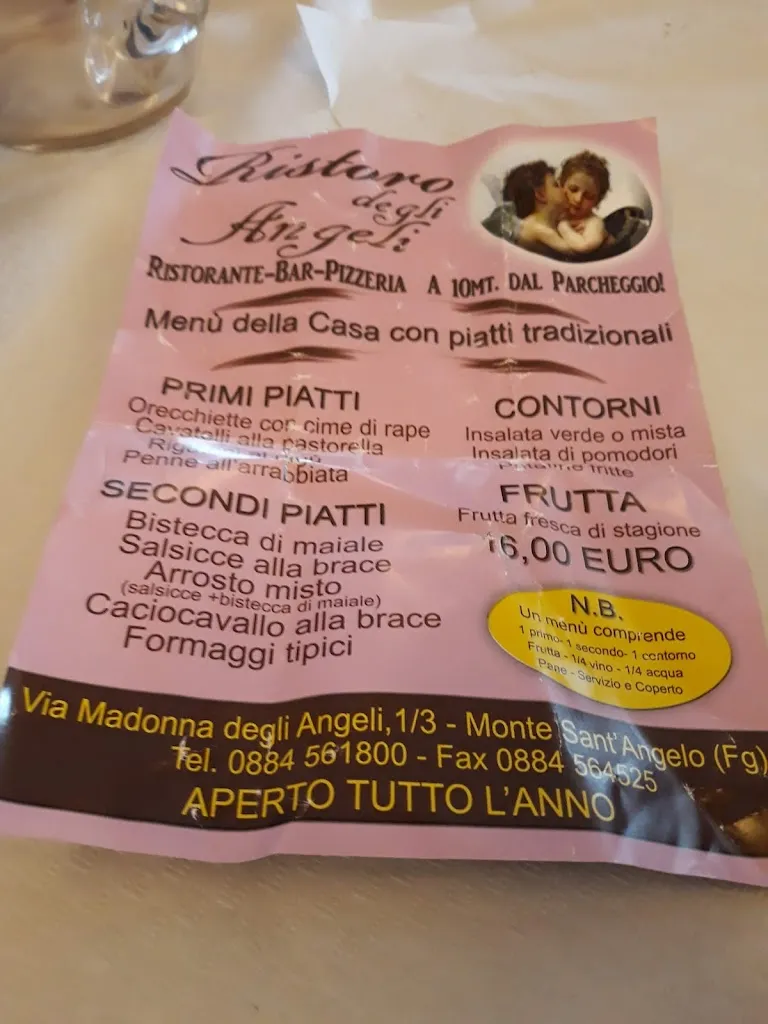 Ristoro
degli
Angeli
RISTORANTE-BAR-PIZZERIA A 10MT. DAL PARCHEGGIO!
Menù della Casa con piatti tradizionali
PRIMI PIATTI
Orecchiette con cime di rape
Cavatelli alla pastorella
Penne all'arrabbiata
SECONDI PIATTI
Bistecca di maiale
Salsicce alla brace
Arrosto misto
(salsicce +bistecca di maiale)
Caciocavallo alla brace
Formaggi tipici
CONTORNI
Insalata verde o mista
Insalata di pomodori
fritte
FRUTTA
Frutta fresca di stagione
16,00 EURO
N.B.
Un menù comprende
1 primo- 1 secondo- 1 contorno
Frutta - 1/4 vino - 1/4 acqua
Pane - Servizio e Coperto
Via Madonna degli Angeli,1/3 - Monte Sant'Angelo (Fg)
Tel. 0884 561800 - Fax 0884 564525
APERTO TUTTO L'ANNO